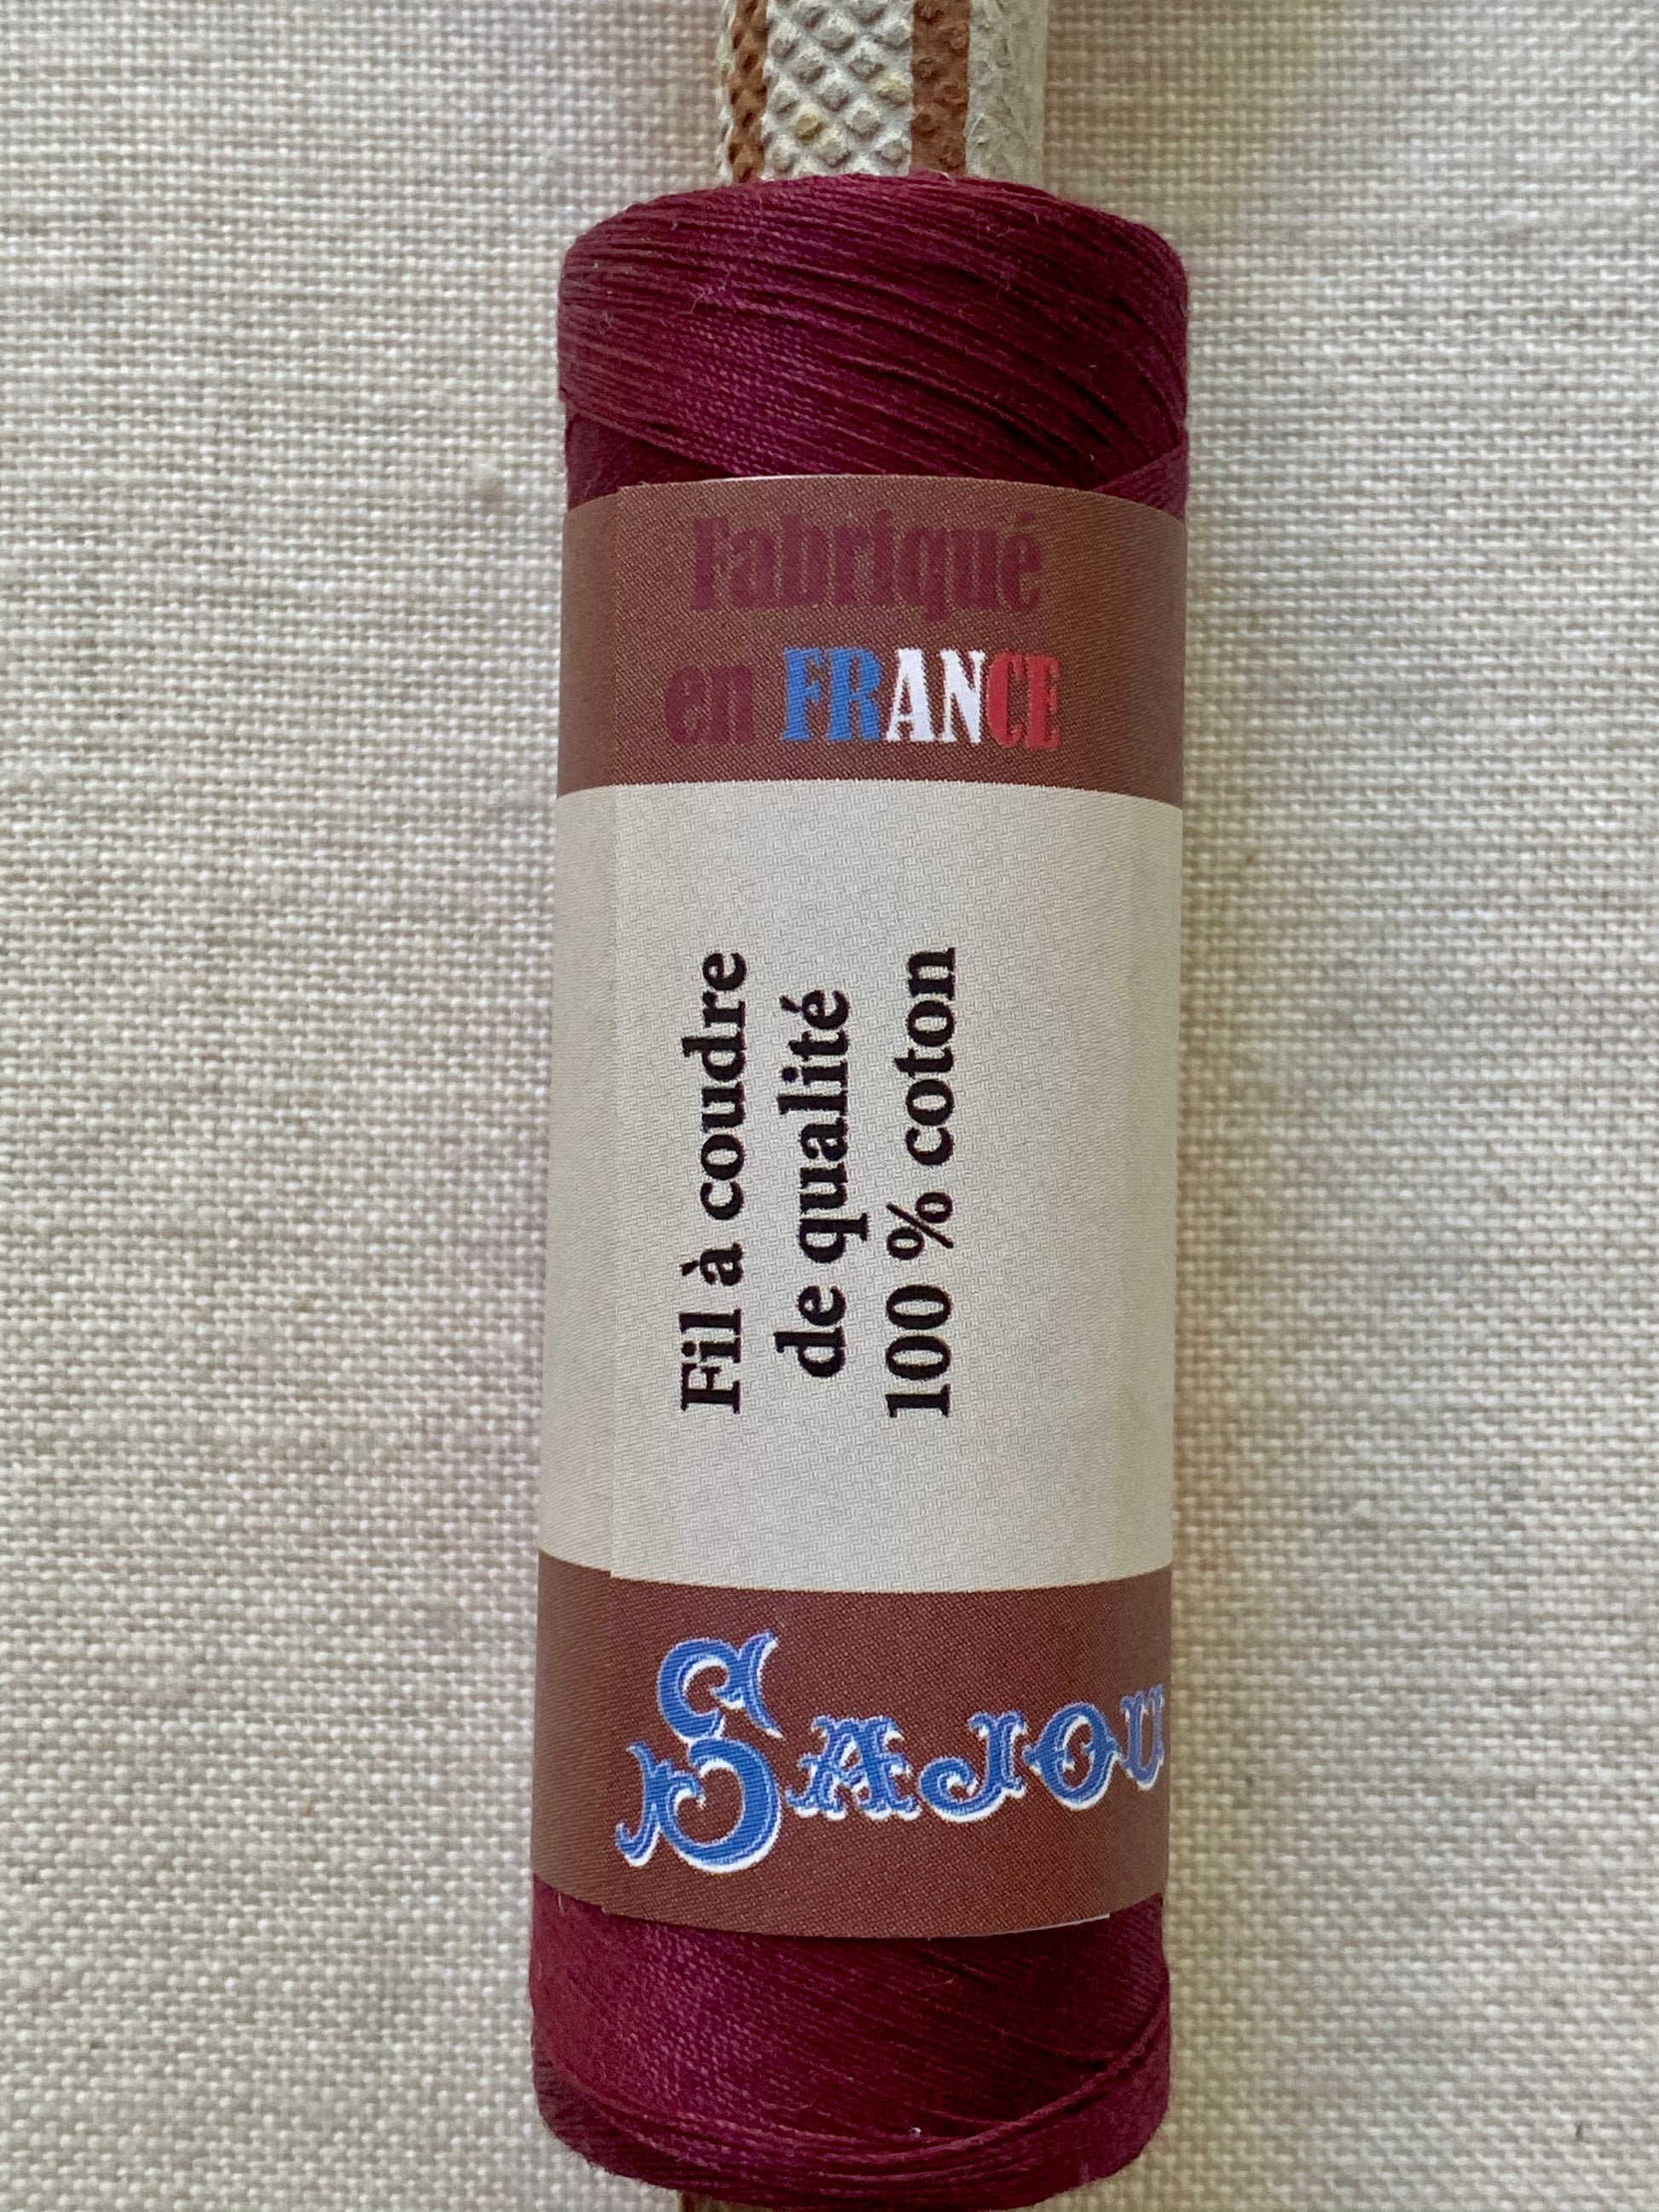 Fabriqué
en FRANCE
Fil à coudre
de qualité
100 % coton
SAJOU